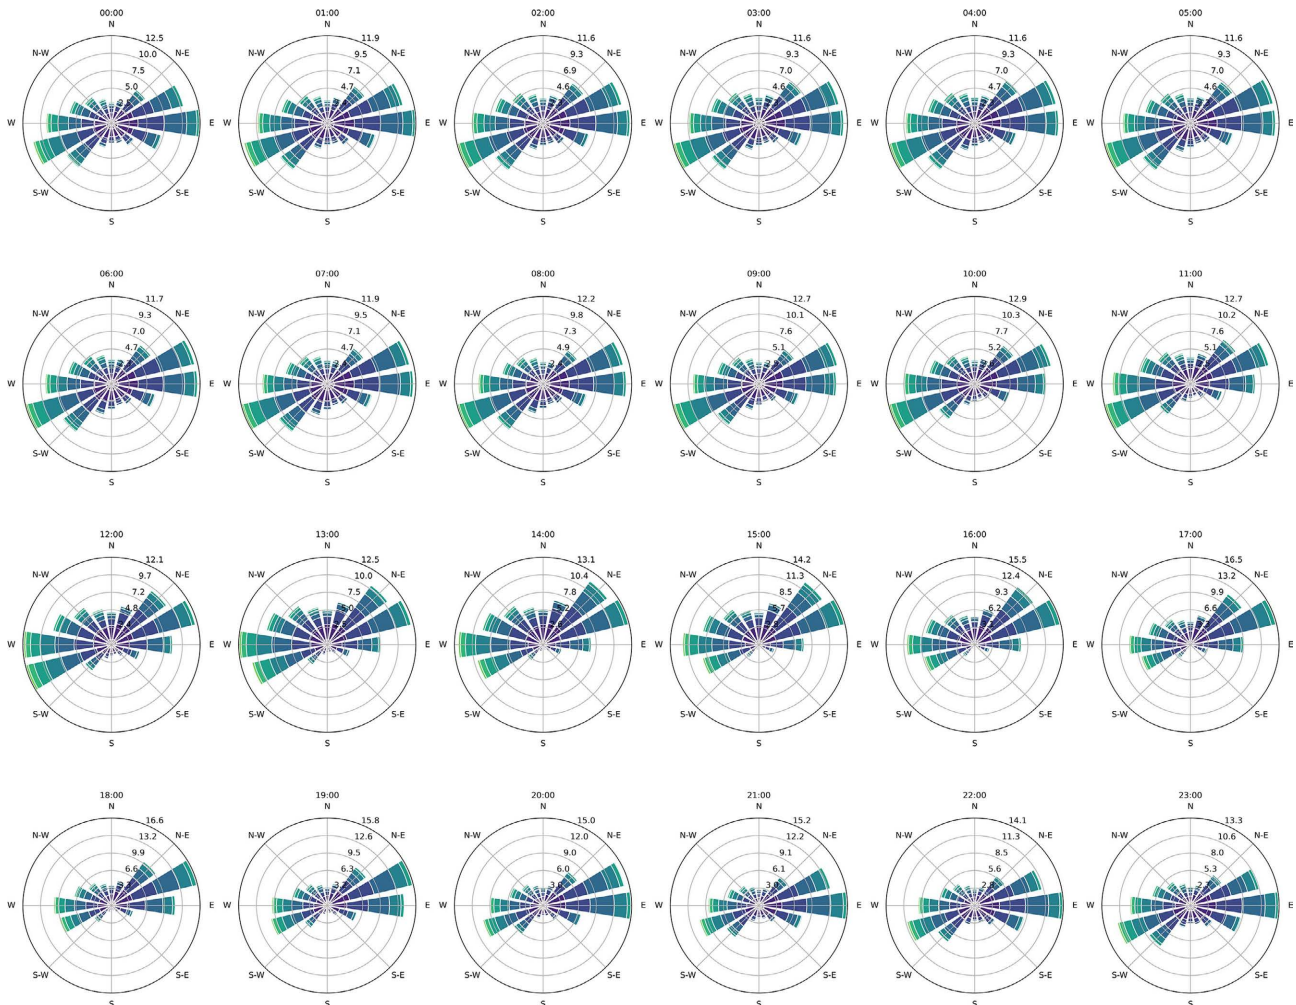 00:00
N
12.5
N-W
N-E
10.0
7.5
5.0
W
E
S-W
S-E
S
01:00
N
11.9
N-W
N-E
9.5
7.1
4.7
W
E
S-W
S-E
S
02:00
N
11.6
N-W
N-E
9.3
6.9
4.6
W
E
S-W
S-E
S
03:00
N
11.6
N-W
N-E
9.3
7.0
4.6
W
E
S-W
S-E
S
04:00
N
11.6
N-W
N-E
9.3
7.0
4.7
W
E
S-W
S-E
S
05:00
N
11.6
N-W
N-E
9.3
7.0
4.6
W
E
S-W
S-E
S
06:00
N
11.7
N-W
N-E
9.3
7.0
4.7
W
E
S-W
S-E
S
07:00
N
11.9
N-W
N-E
9.5
7.1
4.7
W
E
S-W
S-E
S
08:00
N
12.2
N-W
N-E
9.8
7.3
4.9
W
E
S-W
S-E
S
09:00
N
12.7
N-W
N-E
10.1
7.6
5.1
W
E
S-W
S-E
S
10:00
N
12.9
N-W
N-E
10.3
7.7
5.2
W
E
S-W
S-E
S
11:00
N
12.7
N-W
N-E
10.2
7.6
5.1
W
E
S-W
S-E
S
12:00
N
12.1
N-W
N-E
9.7
7.2
4.8
W
E
S-W
S-E
S
13:00
N
12.5
N-W
N-E
10.0
7.5
5.0
W
E
S-W
S-E
S
14:00
N
13.1
N-W
N-E
10.4
7.8
5.2
W
E
S-W
S-E
S
15:00
N
14.2
N-W
N-E
11.3
8.5
5.7
W
E
S-W
S-E
S
16:00
N
15.5
N-W
N-E
12.4
9.3
6.2
W
E
S-W
S-E
S
17:00
N
16.5
N-W
N-E
13.2
9.9
6.6
W
E
S-W
S-E
S
18:00
N
16.6
N-W
N-E
13.2
9.9
6.6
W
E
S-W
S-E
S
19:00
N
15.8
N-W
N-E
12.6
9.5
6.3
W
E
S-W
S-E
S
20:00
N
15.0
N-W
N-E
12.0
9.0
6.0
W
E
S-W
S-E
S
21:00
N
15.2
N-W
N-E
12.2
9.1
6.1
3.0
W
E
S-W
S-E
S
22:00
N
14.1
N-W
N-E
11.3
8.5
5.6
W
E
S-W
S-E
S
23:00
N
13.3
N-W
N-E
10.6
8.0
5.3
W
E
S-W
S-E
S